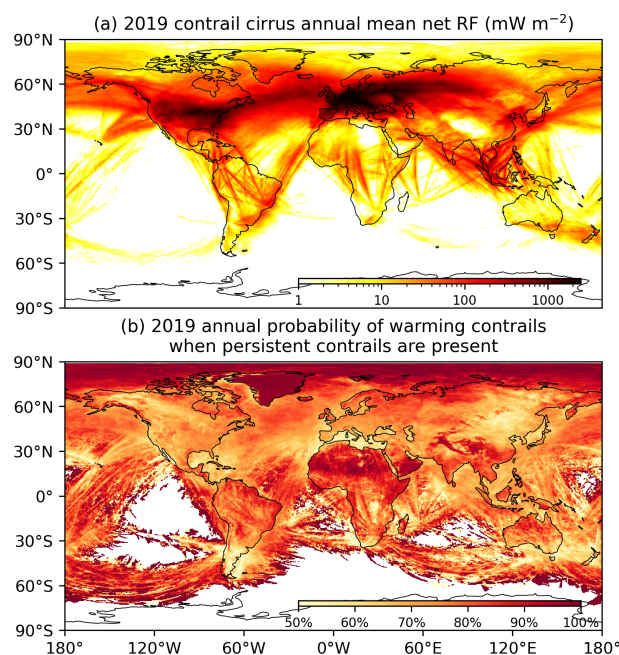 (a) 2019 contrail cirrus annual mean net RF (mW m⁻²)
90°N
60°N
30°N
0°
30°S
60°S
90°S
1 10 100 1000
(b) 2019 annual probability of warming contrails
when persistent contrails are present
90°N
60°N
30°N
0°
30°S
60°S
90°S
50% 60% 70% 80% 90% 100%
180° 120°W 60°W 0° 60°E 120°E 180°